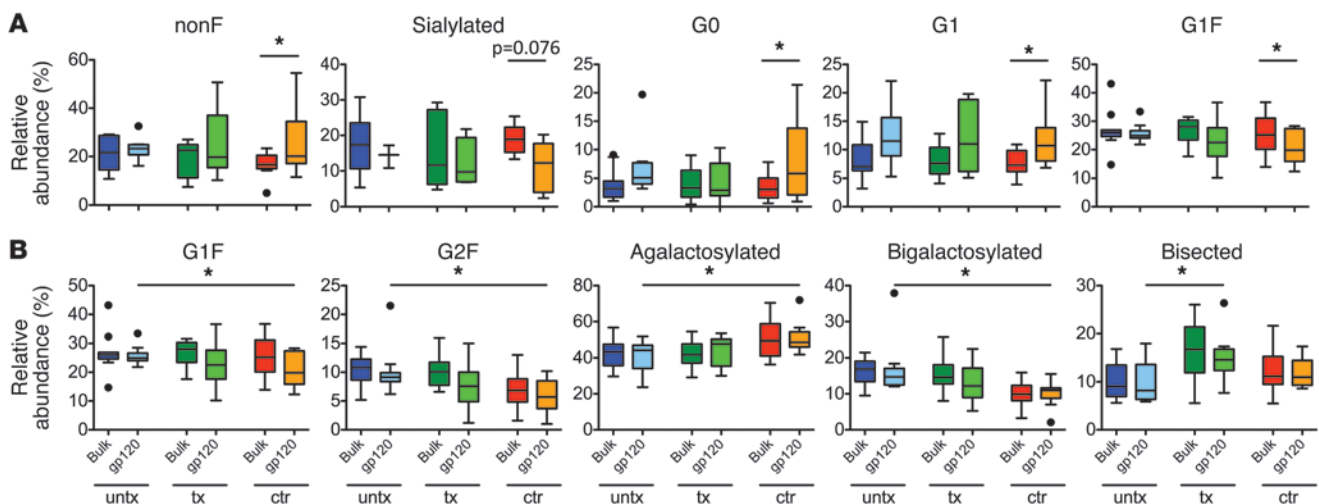 A
nonF
Sialylated
G0
G1
G1F
Relative abundance (%)
60
40
20
0
*
50
40
30
20
10
0
p=0.076
25
20
15
10
5
0
*
25
20
15
10
5
0
*
50
40
30
20
10
0
*
B
G1F
G2F
Agalactosylated
Bigalactosylated
Bisected
Relative abundance (%)
50
40
30
20
10
0
*
25
20
15
10
5
0
*
80
60
40
20
0
*
40
30
20
10
0
*
30
20
10
0
*
Bulk gp120 Bulk gp120 Bulk gp120
untx tx ctr
Bulk gp120 Bulk gp120 Bulk gp120
untx tx ctr
Bulk gp120 Bulk gp120 Bulk gp120
untx tx ctr
Bulk gp120 Bulk gp120 Bulk gp120
untx tx ctr
Bulk gp120 Bulk gp120 Bulk gp120
untx tx ctr